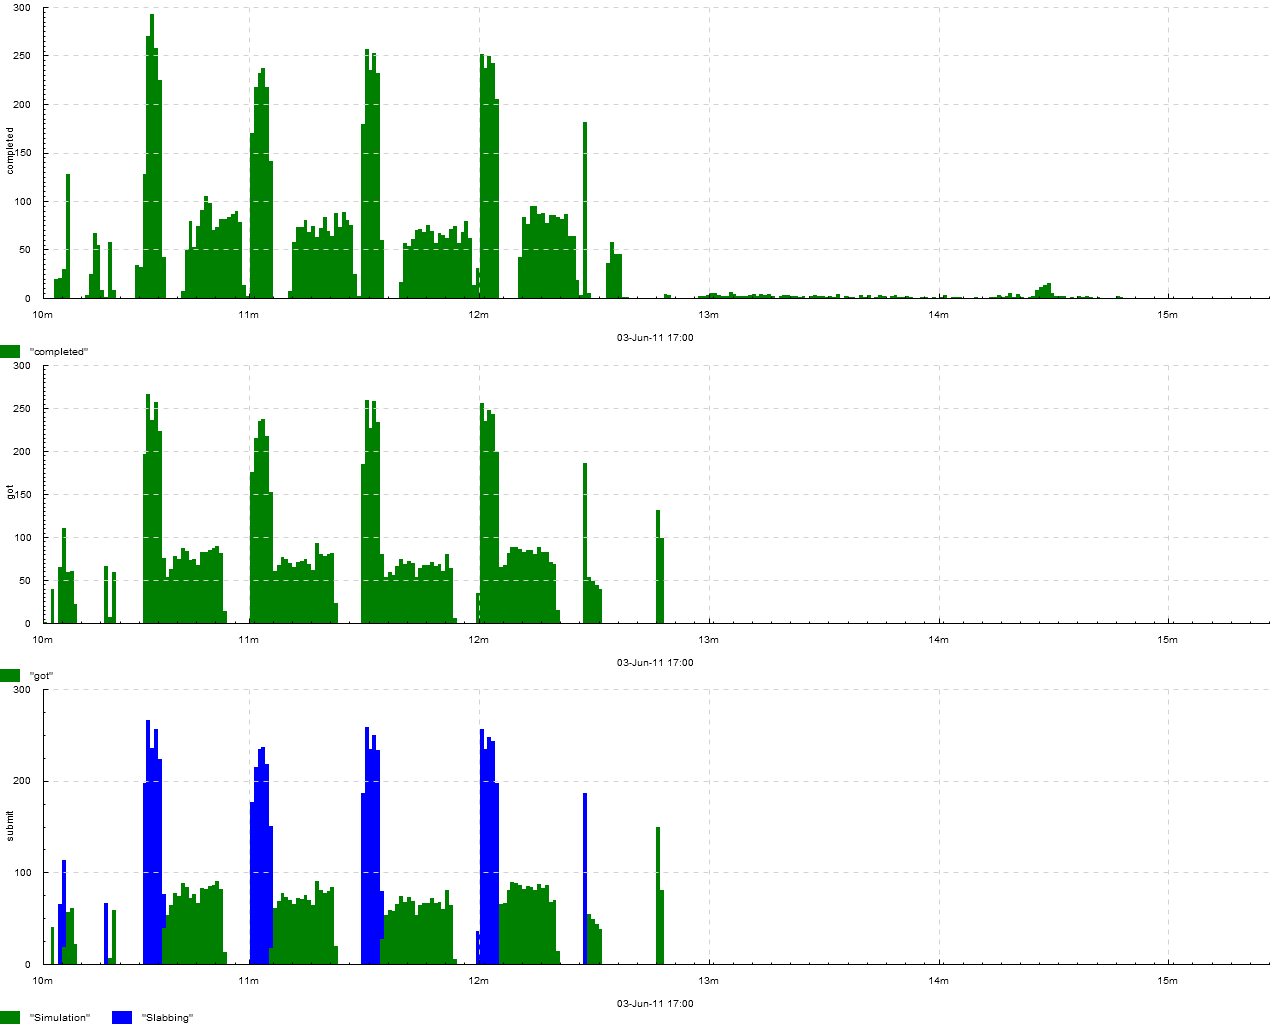 300
250
200
150
100
50
0
completed
10m 11m 12m 13m 14m 15m
03-Jun-11 17:00
"completed"
300
250
200
150
100
50
0
got
10m 11m 12m 13m 14m 15m
03-Jun-11 17:00
"got"
300
200
100
0
submit
10m 11m 12m 13m 14m 15m
03-Jun-11 17:00
"Simulation" "Slabbing"